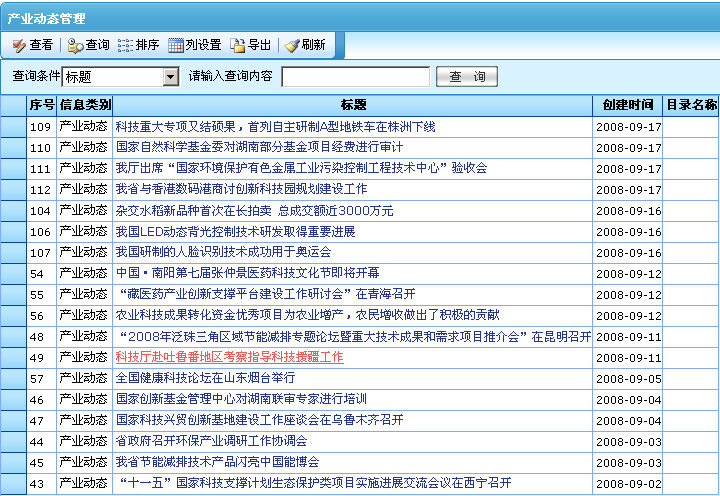 产业动态管理
查看 查询 排序 列设置 导出 刷新
查询条件 标题 请输入查询内容 查 询
序号 信息类别 标题 创建时间 目录名称
109 产业动态 科技重大专项又结硕果，首列自主研制A型地铁车在株洲下线 2008-09-17
110 产业动态 国家自然科学基金委对湖南部分基金项目经费进行审计 2008-09-17
111 产业动态 我厅出席“国家环境保护有色金属工业污染控制工程技术中心”验收会 2008-09-17
112 产业动态 我省与香港数码港商讨创新科技园规划建设工作 2008-09-17
104 产业动态 杂交水稻新品种首次在长拍卖 总成交额近3000万元 2008-09-16
106 产业动态 我国LED动态背光控制技术研发取得重要进展 2008-09-16
107 产业动态 我国研制的人脸识别技术成功用于奥运会 2008-09-16
54 产业动态 中国·南阳第七届张仲景医药科技文化节即将开幕 2008-09-12
55 产业动态 “藏医药产业创新支撑平台建设工作研讨会”在青海召开 2008-09-12
56 产业动态 农业科技成果转化资金优秀项目为农业增产，农民增收做出了积极的贡献 2008-09-12
48 产业动态 “2008年泛珠三角区域节能减排专题论坛暨重大技术成果和需求项目推介会”在昆明召开 2008-09-11
49 产业动态 科技厅赴吐鲁番地区考察指导科技援疆工作 2008-09-11
57 产业动态 全国健康科技论坛在山东烟台举行 2008-09-05
46 产业动态 国家创新基金管理中心对湖南联审专家进行培训 2008-09-04
47 产业动态 国家科技兴贸创新基地建设工作座谈会在乌鲁木齐召开 2008-09-04
44 产业动态 省政府召开环保产业调研工作协调会 2008-09-03
45 产业动态 我省节能减排技术产品闪亮中国能博会 2008-09-03
43 产业动态 “十一五”国家科技支撑计划生态保护类项目实施进展交流会议在西宁召开 2008-09-02